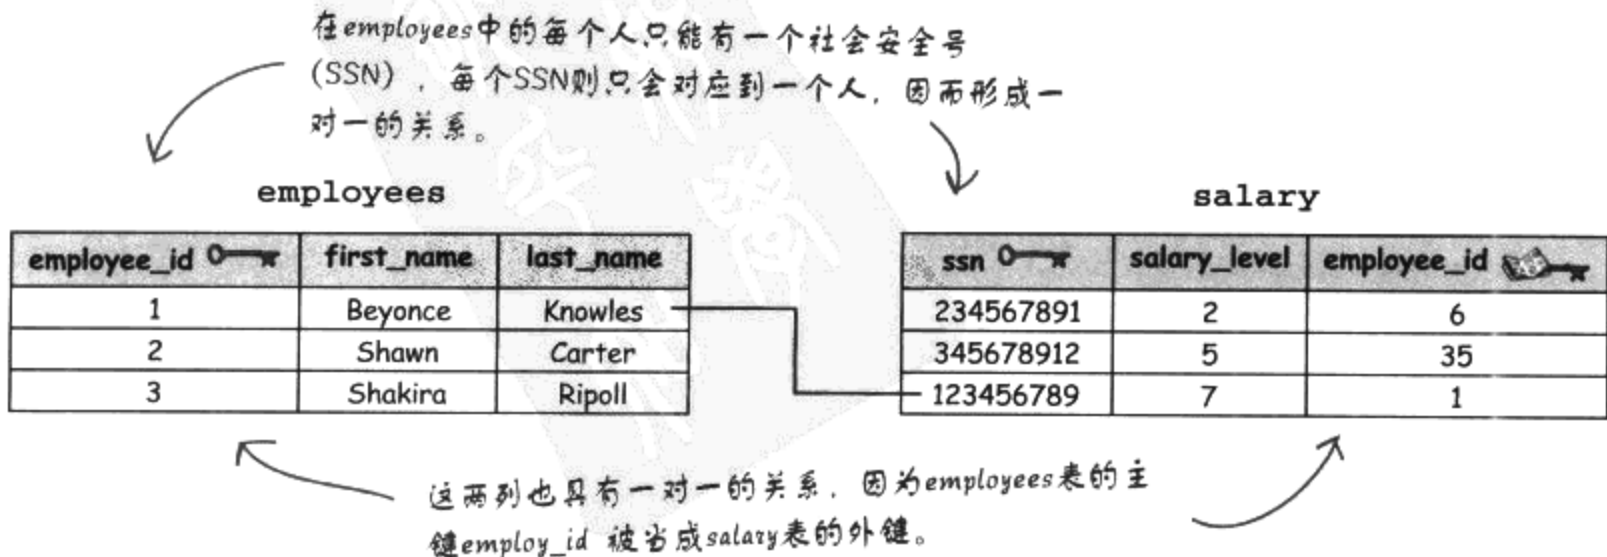 在employees中的每个人只能有一个社会安全号
(SSN)，每个SSN则只会对应到一个人，因而形成一
对一的关系。
employees
employee_id first_name last_name
1 Beyonce Knowles
2 Shawn Carter
3 Shakira Ripoll
salary
ssn salary_level employee_id
234567891 2 6
345678912 5 35
123456789 7 1
这两列也具有一对一的关系，因为employees表的主
键employ_id 被当成salary表的外键。